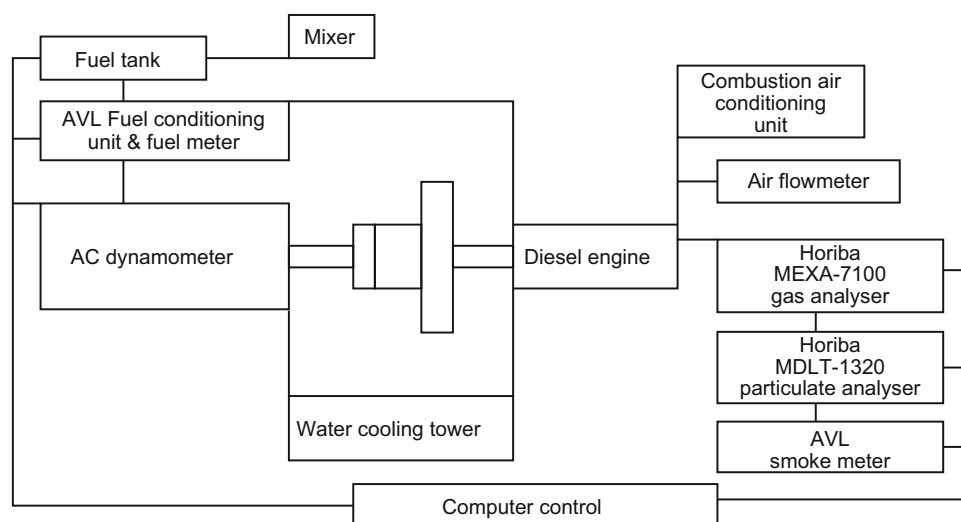 Mixer
Fuel tank
AVL Fuel conditioning
unit & fuel meter
Combustion air
conditioning
unit
Air flowmeter
AC dynamometer
Diesel engine
Horiba
MEXA-7100
gas analyser
Horiba
MDLT-1320
particulate analyser
Water cooling tower
AVL
smoke meter
Computer control